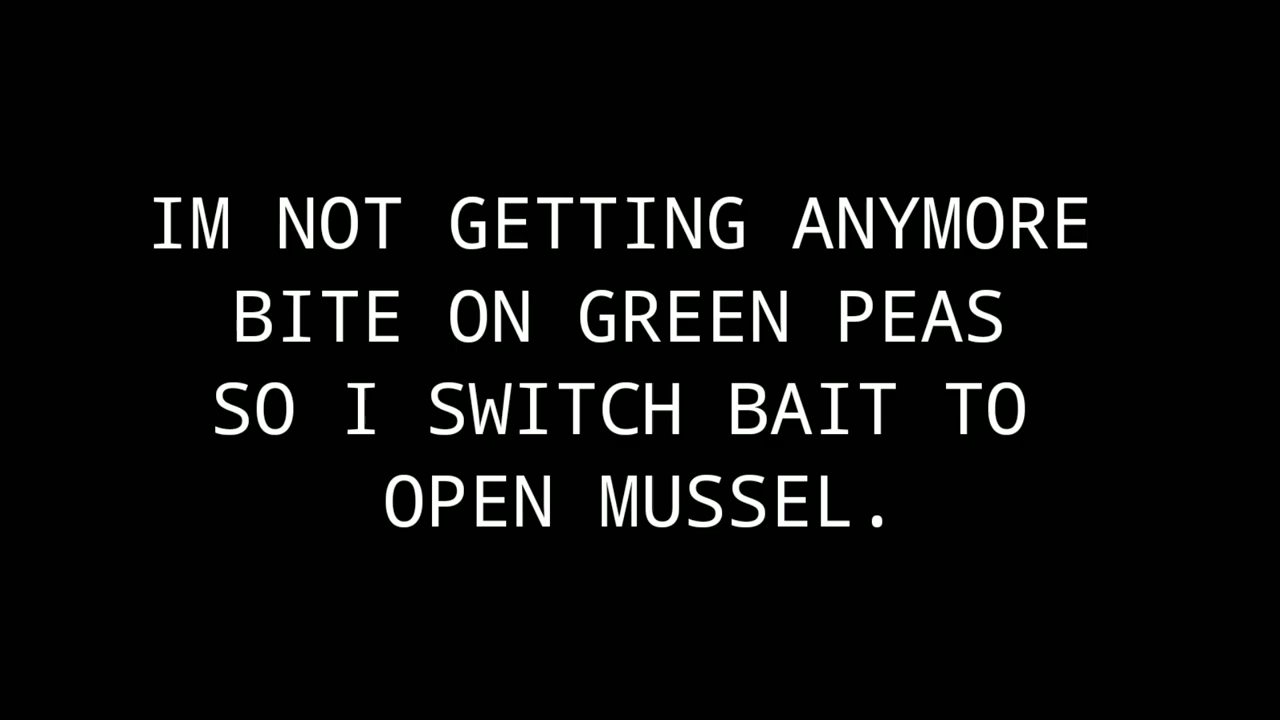 IM NOT GETTING ANYMORE
BITE ON GREEN PEAS
SO I SWITCH BAIT TO
OPEN MUSSEL.